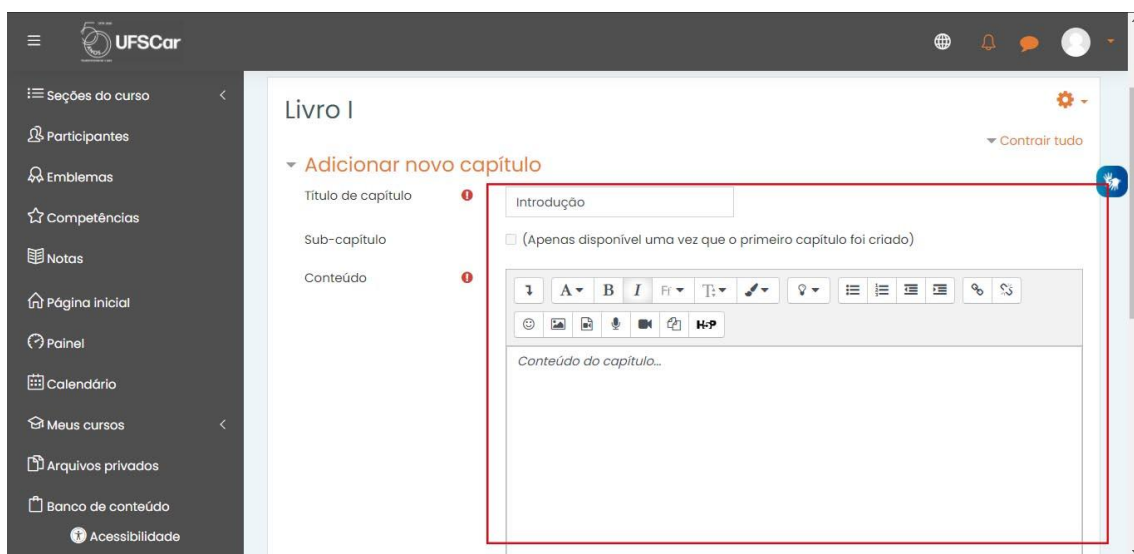 UFSCar
Seções do curso
Participantes
Emblemas
Competências
Notas
Página inicial
Painel
Calendário
Meus cursos
Arquivos privados
Banco de conteúdo
Acessibilidade
Livro I
Contrair tudo
Adicionar novo capítulo
Título de capítulo
Introdução
Sub-capítulo
(Apenas disponível uma vez que o primeiro capítulo foi criado)
Conteúdo
A B I Ff T
H-P
Conteúdo do capítulo...